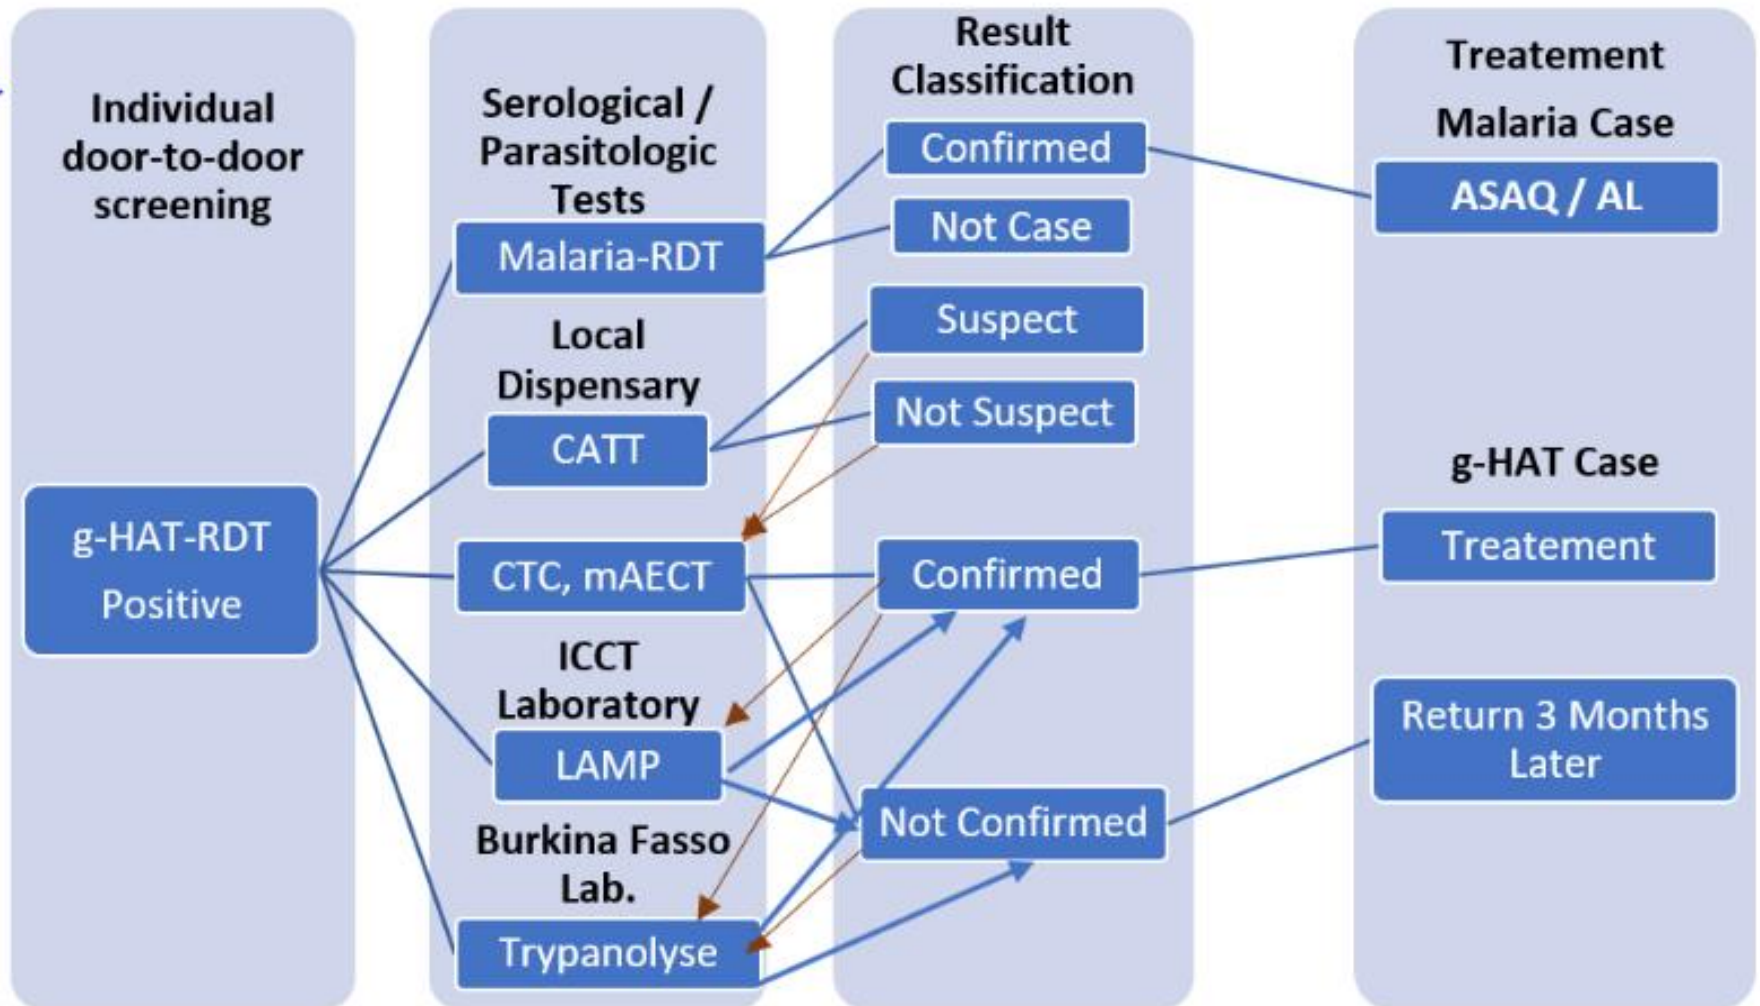 Individual
door-to-door
screening
g-HAT-RDT
Positive
Serological /
Parasitologic
Tests
Malaria-RDT
Local
Dispensary
CATT
CTC, mAECT
ICCT
Laboratory
LAMP
Burkina Fasso
Lab.
Trypanolyse
Result
Classification
Confirmed
Not Case
Suspect
Not Suspect
Confirmed
Not Confirmed
Treatement
Malaria Case
ASAQ / AL
g-HAT Case
Treatement
Return 3 Months
Later